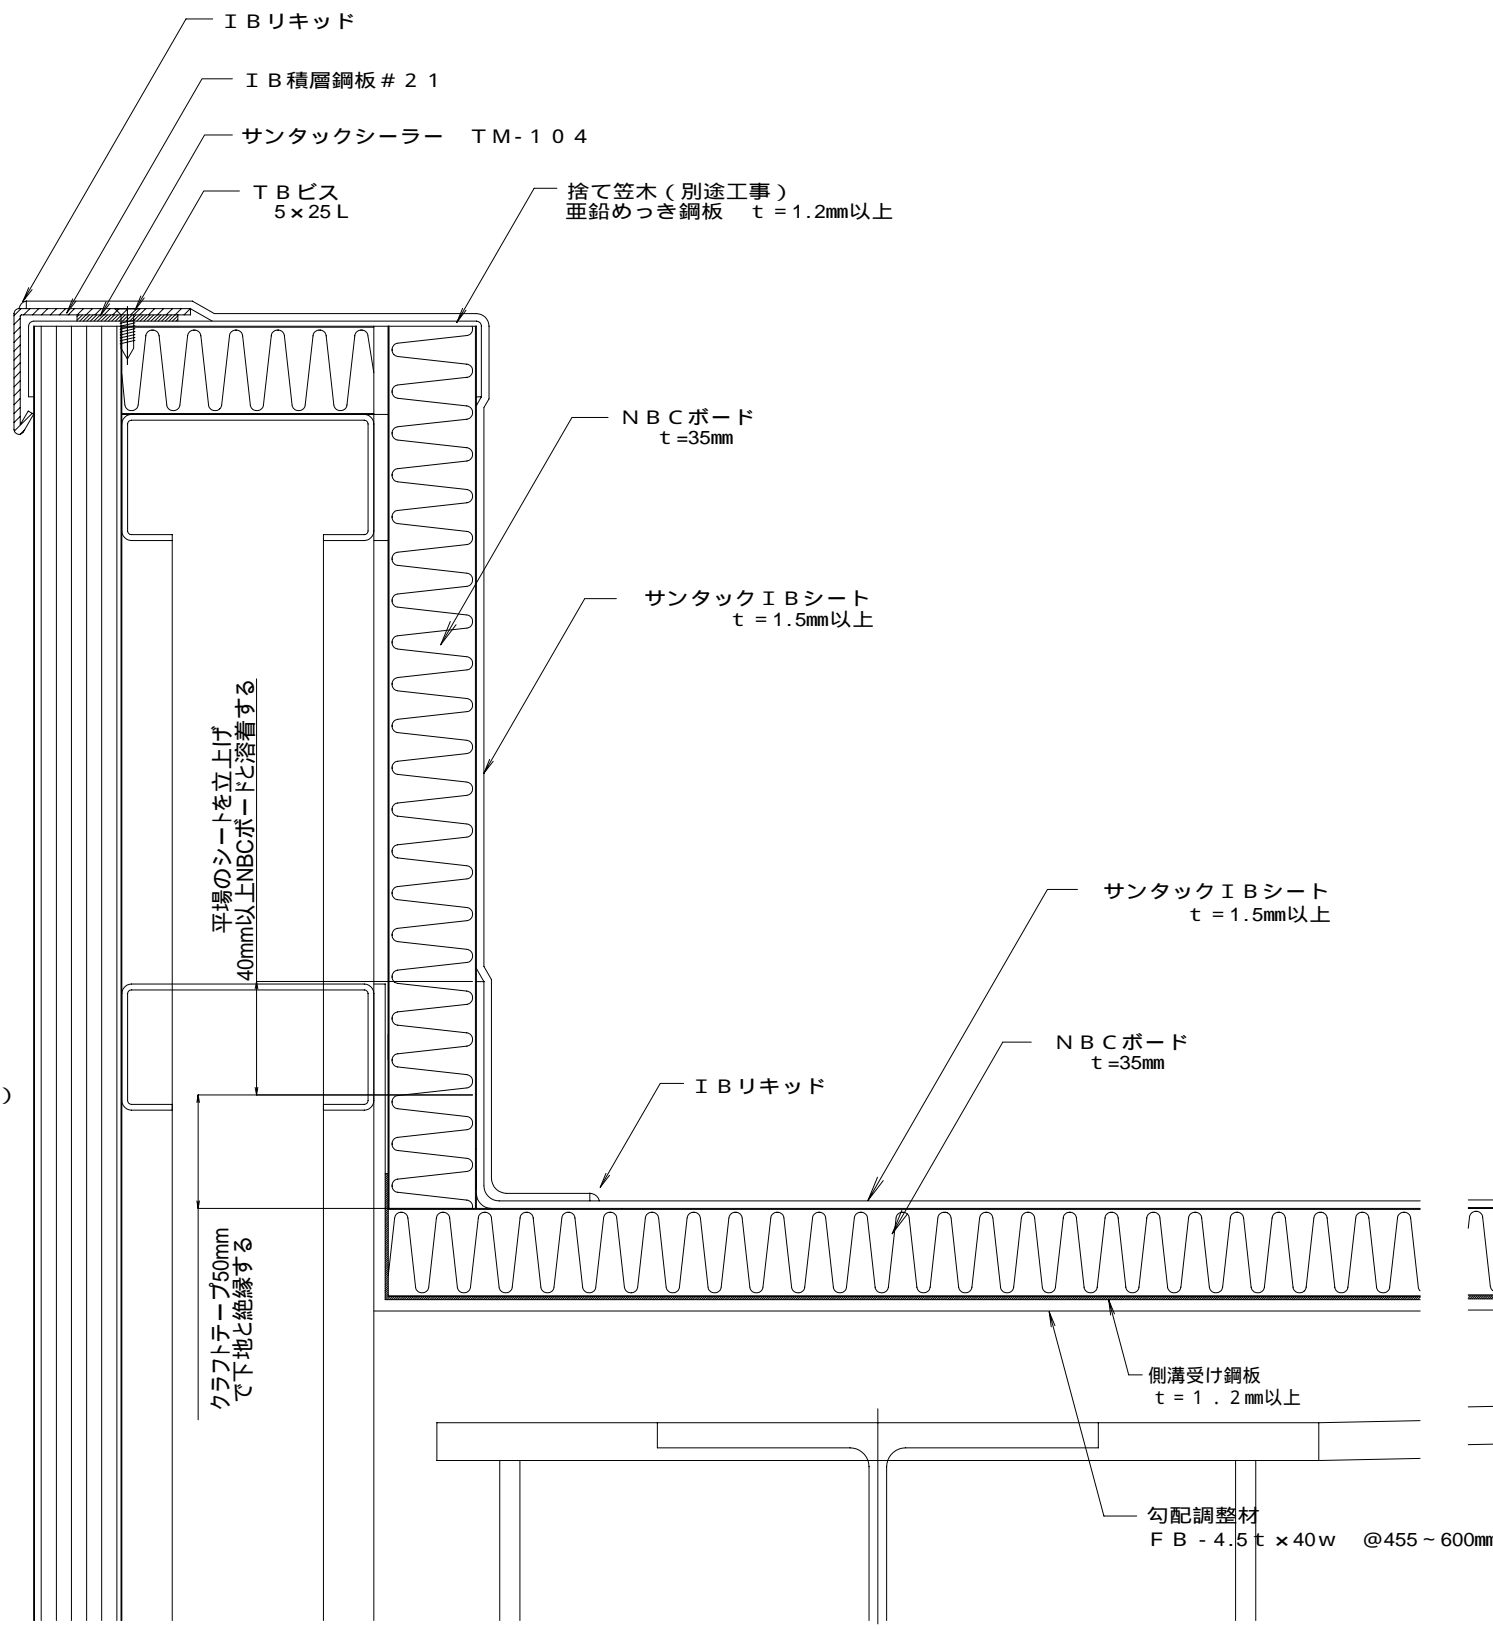 ＩＢリキッド
ＩＢ積層鋼板＃２１
サンタックシーラー　ＴＭ-１０４
ＴＢビス
５×25Ｌ
捨て笠木（別途工事）
亜鉛めっき鋼板　ｔ＝1.2mm以上
ＮＢＣボード
ｔ=35mm
サンタックＩＢシート
ｔ＝1.5mm以上
平場のシートを立上げ
40mm以上NBCボードと溶着する
サンタックＩＢシート
ｔ＝1.5mm以上
ＮＢＣボード
ｔ=35mm
ＩＢリキッド
）
クラフトテープ50mm
で下地と絶縁する
側溝受け鋼板
ｔ＝１．２mm以上
勾配調整材
ＦＢ-4.5ｔ×40ｗ　@455～600mm